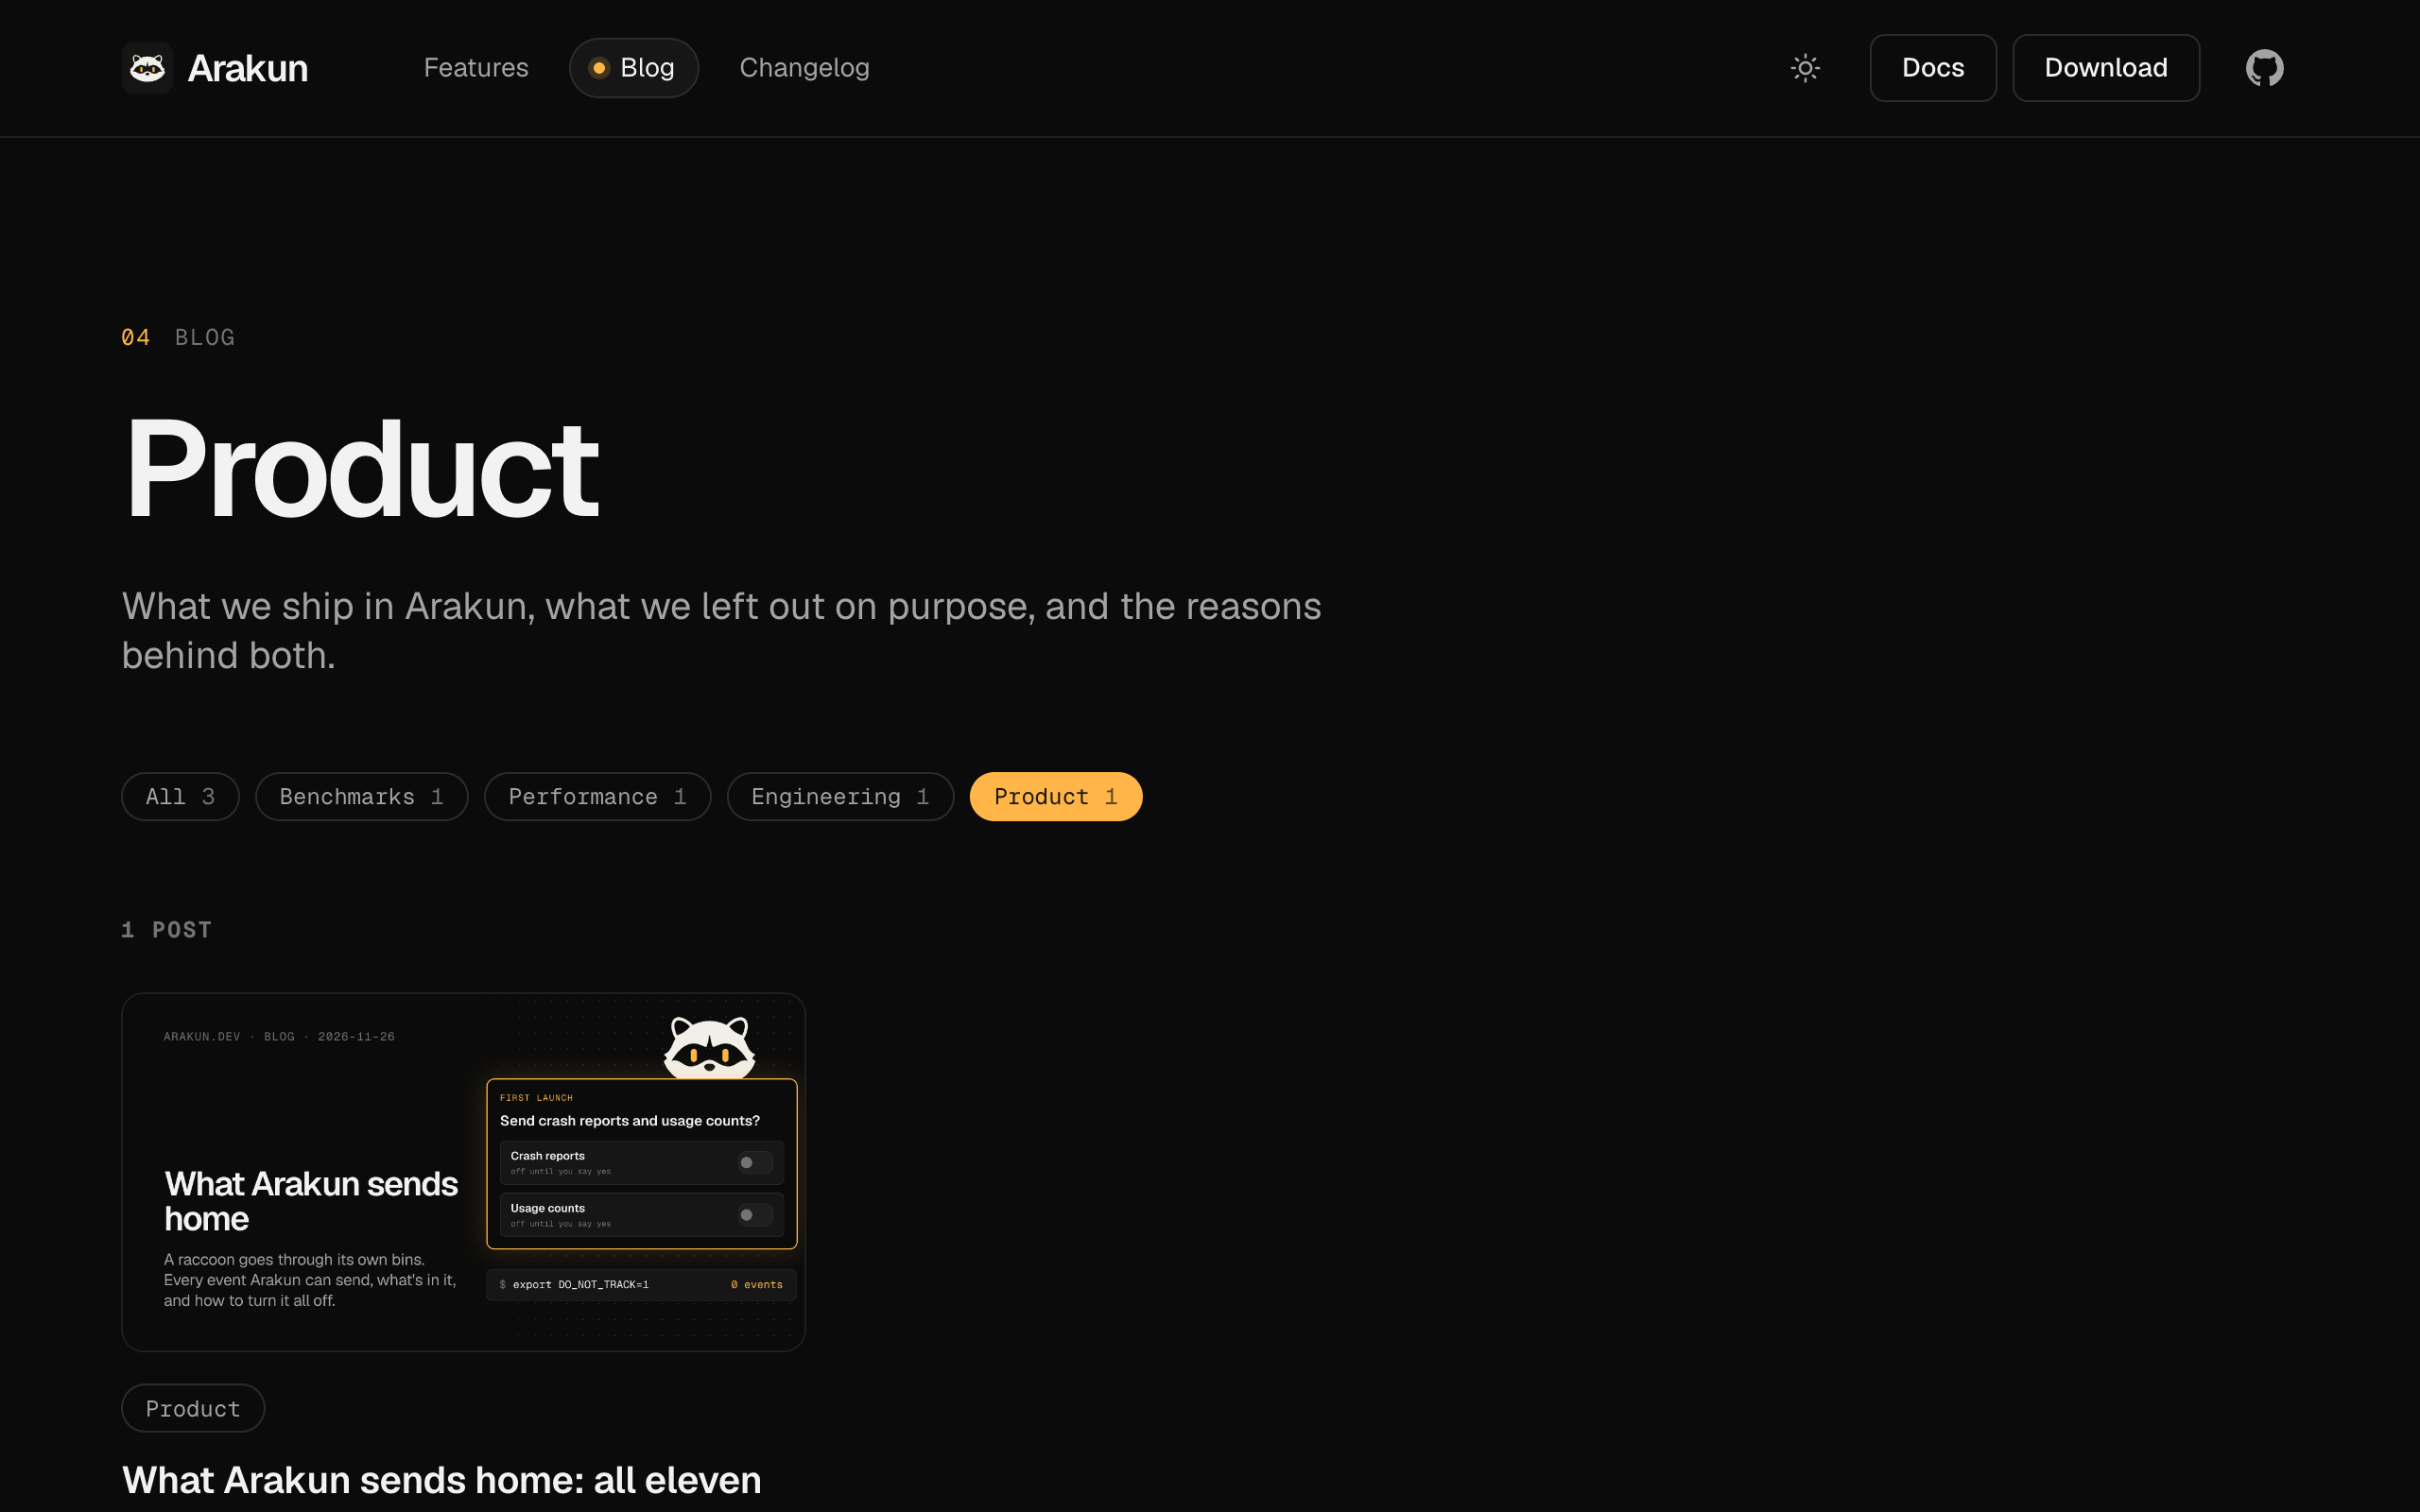 Arakun
Features
Blog
Changelog
Docs
Download
04 BLOG
Product
What we ship in Arakun, what we left out on purpose, and the reasons
behind both.
All 3
Benchmarks 1
Performance 1
Engineering 1
Product 1
1 POST
ARAKUN.DEV · BLOG · 2026-11-26
What Arakun sends
home
A raccoon goes through its own bins.
Every event Arakun can send, what's in it,
and how to turn it all off.
FIRST LAUNCH
Send crash reports and usage counts?
Crash reports
off until you say yes
Usage counts
off until you say yes
$ export DO_NOT_TRACK=1 0 events
Product
What Arakun sends home: all eleven